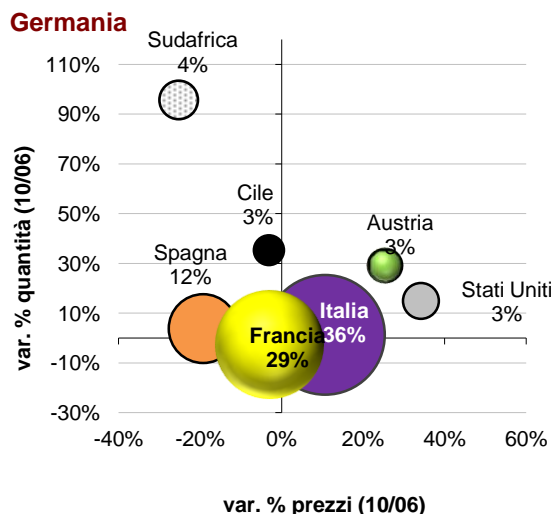 Germania
Sudafrica
4%
110%
90%
70%
50%
30%
10%
-10%
-30%
var. % quantità (10/06)
Cile
3%
Austria
3%
Spagna
12%
Stati Uniti
3%
Italia
36%
Francia
29%
-40% -20% 0% 20% 40% 60%
var. % prezzi (10/06)